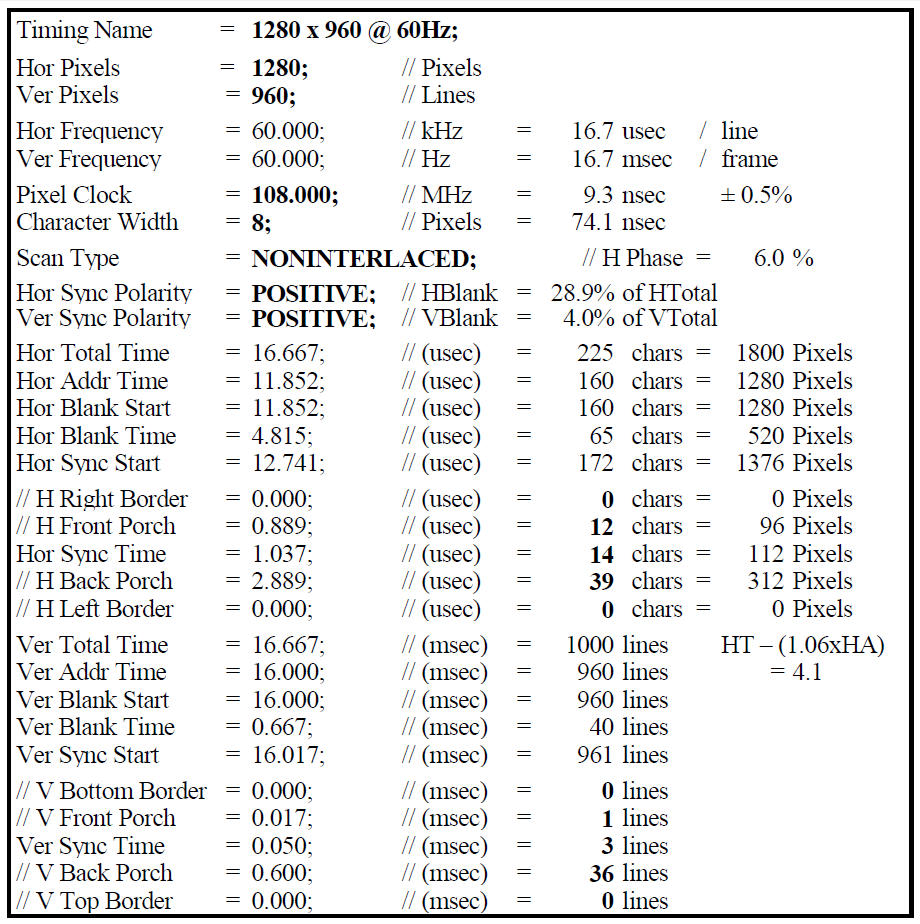 Timing Name = 1280 x 960 @ 60Hz;
Hor Pixels = 1280; // Pixels
Ver Pixels = 960; // Lines
Hor Frequency = 60.000; // kHz = 16.7 usec / line
Ver Frequency = 60.000; // Hz = 16.7 msec / frame
Pixel Clock = 108.000; // MHz = 9.3 nsec ± 0.5%
Character Width = 8; // Pixels = 74.1 nsec
Scan Type = NONINTERLACED; // H Phase = 6.0 %
Hor Sync Polarity = POSITIVE; // HBlank = 28.9% of HTotal
Ver Sync Polarity = POSITIVE; // VBlank = 4.0% of VTotal
Hor Total Time = 16.667; // (usec) = 225 chars = 1800 Pixels
Hor Addr Time = 11.852; // (usec) = 160 chars = 1280 Pixels
Hor Blank Start = 11.852; // (usec) = 160 chars = 1280 Pixels
Hor Blank Time = 4.815; // (usec) = 65 chars = 520 Pixels
Hor Sync Start = 12.741; // (usec) = 172 chars = 1376 Pixels
// H Right Border = 0.000; // (usec) = 0 chars = 0 Pixels
// H Front Porch = 0.889; // (usec) = 12 chars = 96 Pixels
Hor Sync Time = 1.037; // (usec) = 14 chars = 112 Pixels
// H Back Porch = 2.889; // (usec) = 39 chars = 312 Pixels
// H Left Border = 0.000; // (usec) = 0 chars = 0 Pixels
Ver Total Time = 16.667; // (msec) = 1000 lines HT – (1.06xHA)
Ver Addr Time = 16.000; // (msec) = 960 lines = 4.1
Ver Blank Start = 16.000; // (msec) = 960 lines
Ver Blank Time = 0.667; // (msec) = 40 lines
Ver Sync Start = 16.017; // (msec) = 961 lines
// V Bottom Border = 0.000; // (msec) = 0 lines
// V Front Porch = 0.017; // (msec) = 1 lines
Ver Sync Time = 0.050; // (msec) = 3 lines
// V Back Porch = 0.600; // (msec) = 36 lines
// V Top Border = 0.000; // (msec) = 0 lines